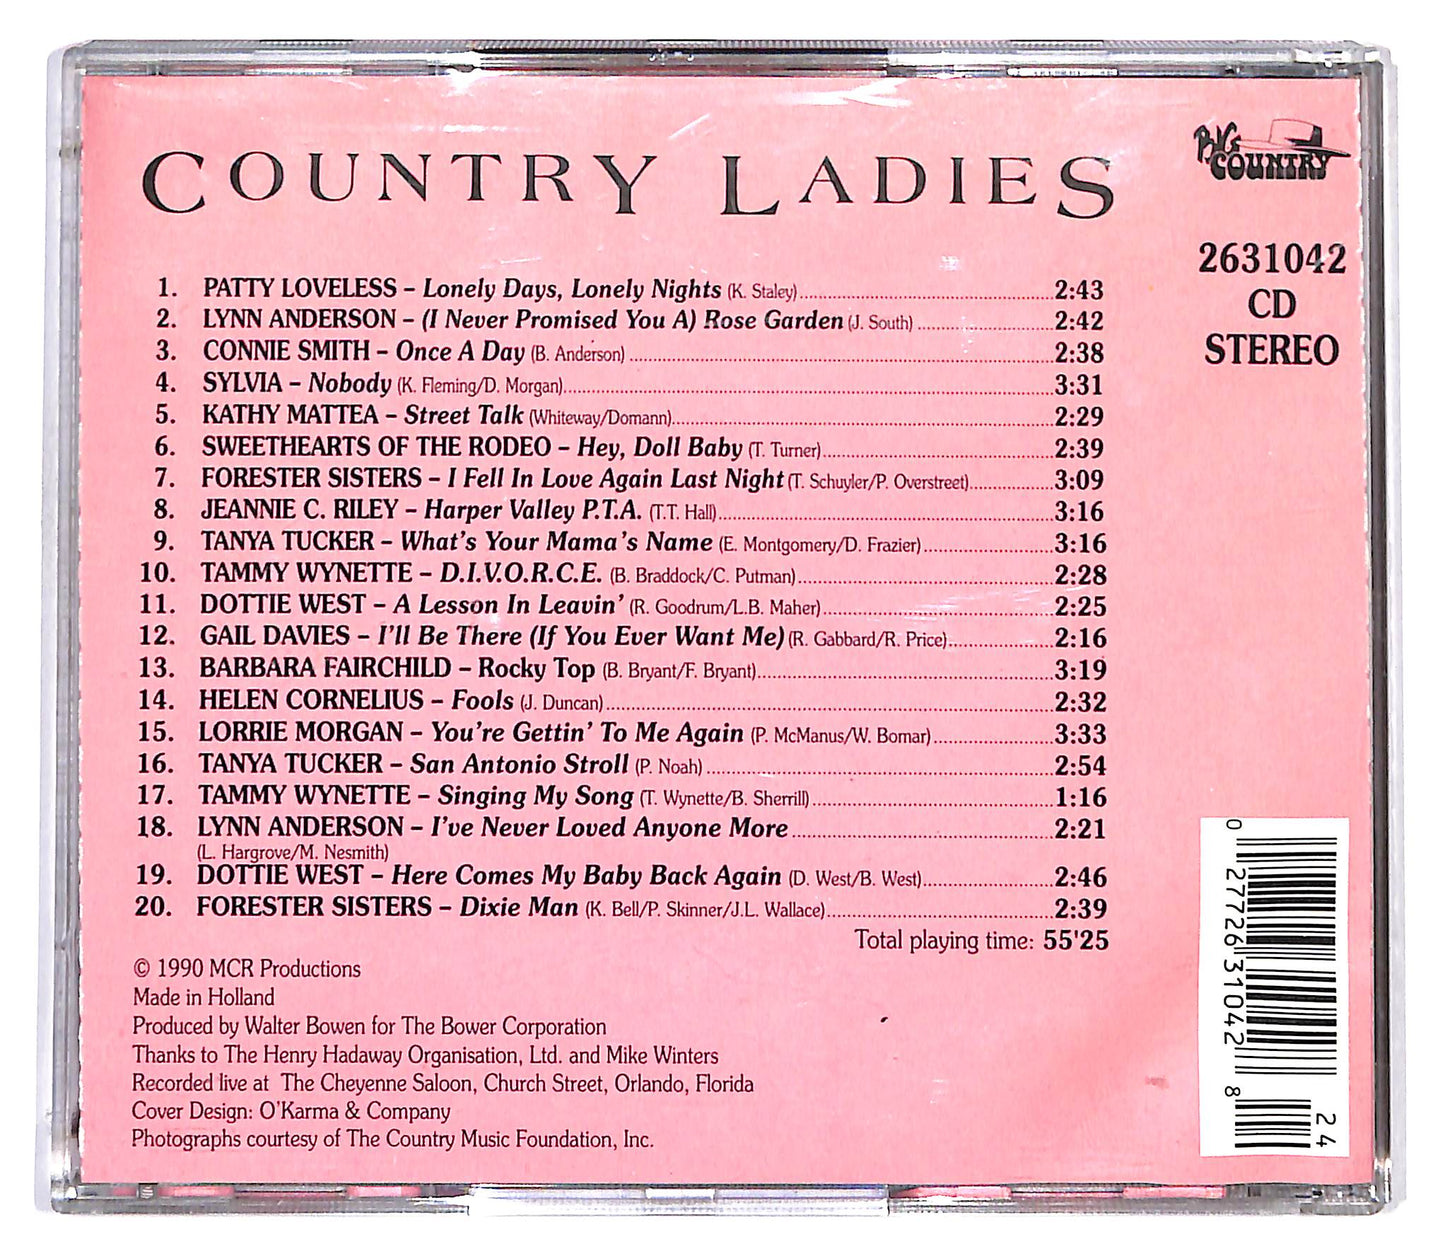 COUNTRY LADIES
BIG COUNTRY
2631042
CD
STEREO
1. PATTY LOVELESS – Lonely Days, Lonely Nights (K. Staley) 2:43
2. LYNN ANDERSON – (I Never Promised You A) Rose Garden (J. South) 2:42
3. CONNIE SMITH – Once A Day (B. Anderson) 2:38
4. SYLVIA – Nobody (K. Fleming/D. Morgan) 3:31
5. KATHY MATTEA – Street Talk (Whiteway/Domann) 2:29
6. SWEETHEARTS OF THE RODEO – Hey, Doll Baby (T. Turner) 2:39
7. FORESTER SISTERS – I Fell In Love Again Last Night (T. Schuyler/P. Overstreet) 3:09
8. JEANNIE C. RILEY – Harper Valley P.T.A. (T.T. Hall) 3:16
9. TANYA TUCKER – What's Your Mama's Name (E. Montgomery/D. Frazier) 3:16
10. TAMMY WYNETTE – D.I.V.O.R.C.E. (B. Braddock/C. Putman) 2:28
11. DOTTIE WEST – A Lesson In Leavin' (R. Goodrum/L.B. Maher) 2:25
12. GAIL DAVIES – I'll Be There (If You Ever Want Me) (R. Gabbard/R. Price) 2:16
13. BARBARA FAIRCHILD – Rocky Top (B. Bryant/F. Bryant) 3:19
14. HELEN CORNELIUS – Fools (J. Duncan) 2:32
15. LORRIE MORGAN – You're Gettin' To Me Again (P. McManus/W. Bomar) 3:33
16. TANYA TUCKER – San Antonio Stroll (P. Noah) 2:54
17. TAMMY WYNETTE – Singing My Song (T. Wynette/B. Sherrill) 1:16
18. LYNN ANDERSON – I've Never Loved Anyone More 2:21
(L. Hargrove/M. Nesmith)
19. DOTTIE WEST – Here Comes My Baby Back Again (D. West/B. West) 2:46
20. FORESTER SISTERS – Dixie Man (K. Bell/P. Skinner/J.L. Wallace) 2:39
Total playing time: 55'25
© 1990 MCR Productions
Made in Holland
Produced by Walter Bowen for The Bower Corporation
Thanks to The Henry Hadaway Organisation, Ltd. and Mike Winters
Recorded live at The Cheyenne Saloon, Church Street, Orlando, Florida
Cover Design: O'Karma & Company
Photographs courtesy of The Country Music Foundation, Inc.
0 27726 31042 8
24